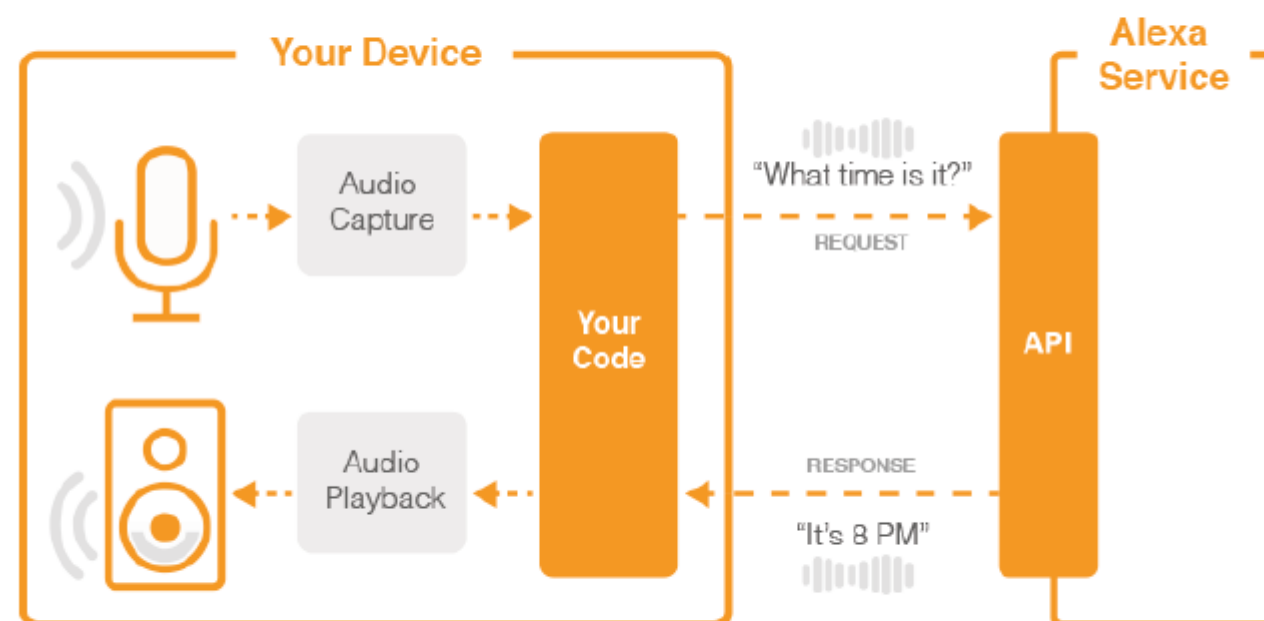 Your Device
Alexa
Service
Audio
Capture
"What time is it?"
REQUEST
Your
Code
API
Audio
Playback
RESPONSE
"It's 8 PM"